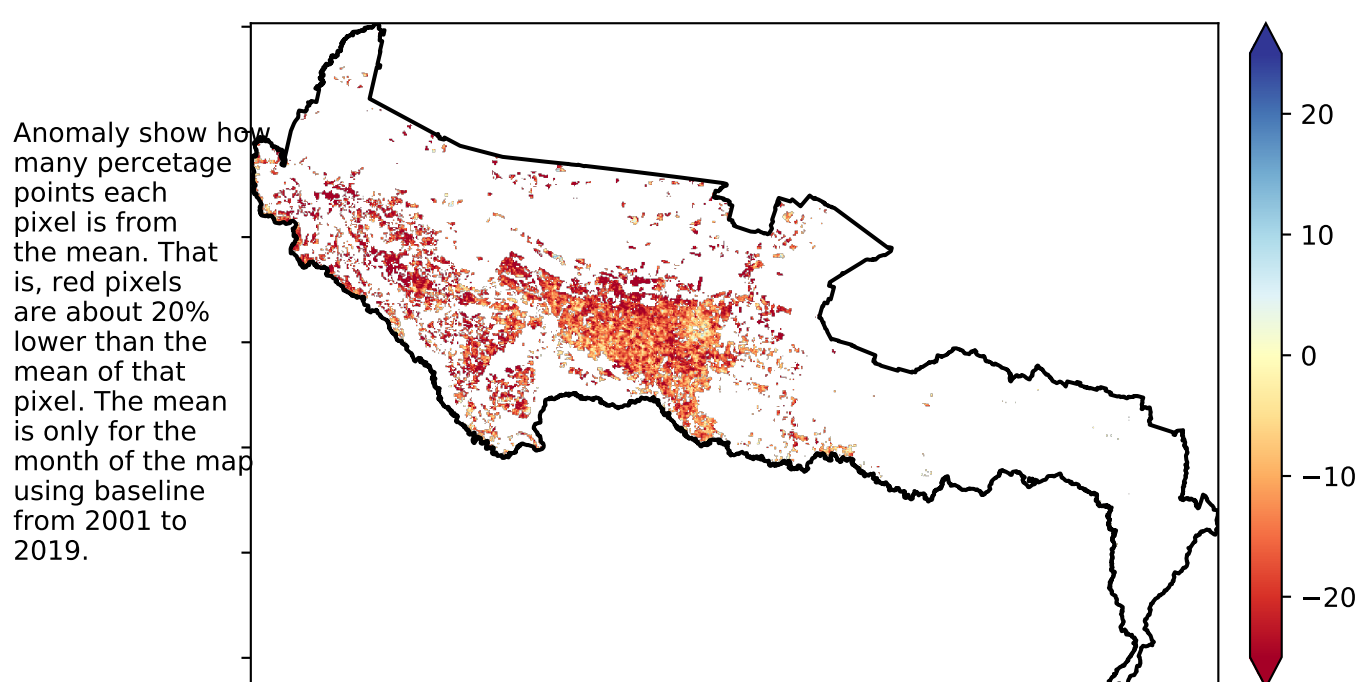 Anomaly show how
many percetage
points each
pixel is from
the mean. That
is, red pixels
are about 20%
lower than the
mean of that
pixel. The mean
is only for the
month of the map
using baseline
from 2001 to
2019.
20
10
0
−10
−20